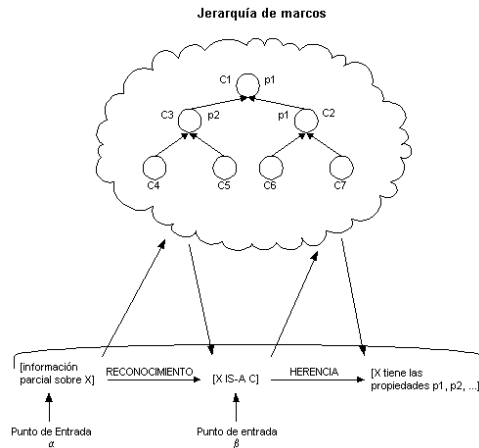 Jerarquía de marcos
C1 p1
C3 p2 p1 C2
C4 C5 C6 C7
[información
parcial sobre X]
RECONOCIMIENTO
[X IS-A C]
HERENCIA
[X tiene las
propiedades p1, p2, ...]
Punto de Entrada
α
Punto de entrada
β